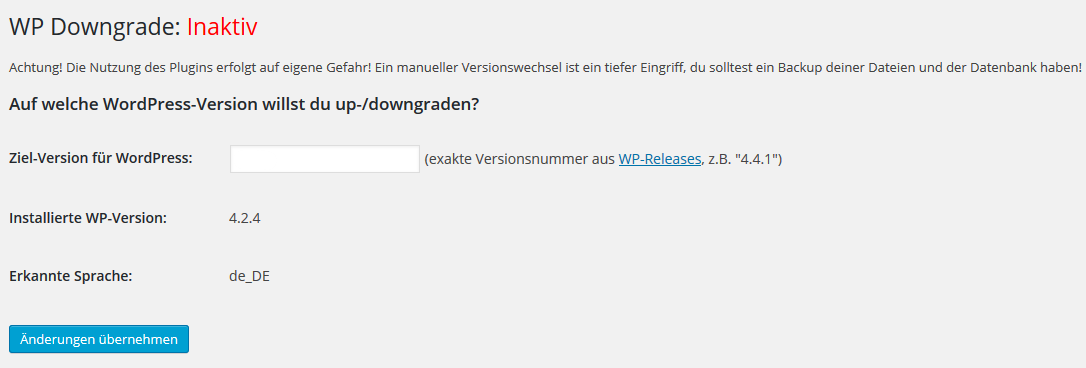 WP Downgrade: Inaktiv
Achtung! Die Nutzung des Plugins erfolgt auf eigene Gefahr! Ein manueller Versionswechsel ist ein tiefer Eingriff, du solltest ein Backup deiner Dateien und der Datenbank haben!
Auf welche WordPress-Version willst du up-/downgraden?
Ziel-Version für WordPress: (exakte Versionsnummer aus WP-Releases, z.B. "4.4.1")
Installierte WP-Version: 4.2.4
Erkannte Sprache: de_DE
Änderungen übernehmen